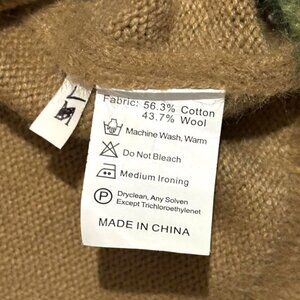 L
Fabric: 56.3% Cotton
43.7% Wool
Machine Wash, Warm
Do Not Bleach
Medium Ironing
P
Dryclean, Any Solven
Except Trichloroethylenet
MADE IN CHINA